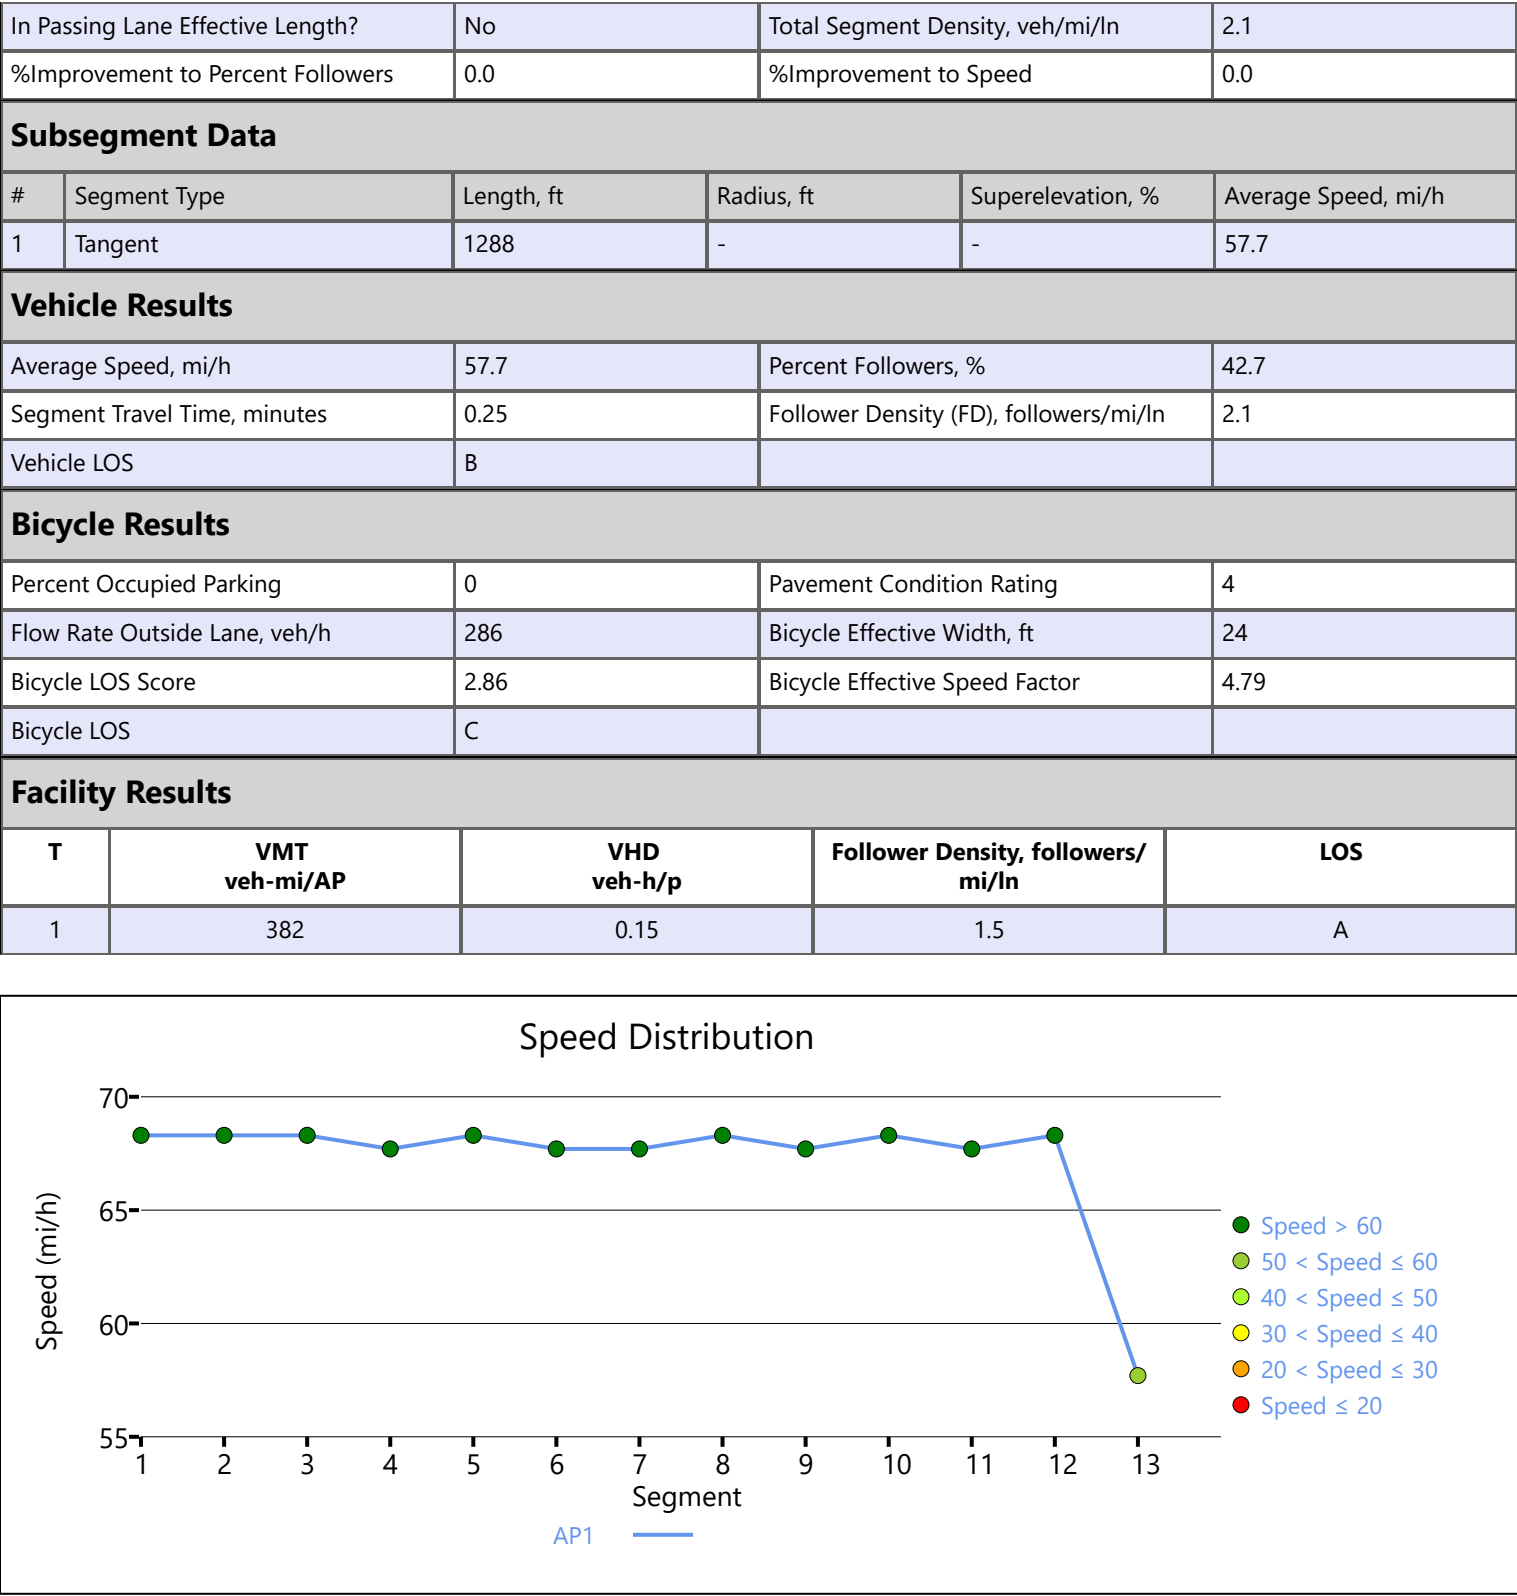 In Passing Lane Effective Length? No Total Segment Density, veh/mi/ln 2.1
%Improvement to Percent Followers 0.0 %Improvement to Speed 0.0
Subsegment Data
# Segment Type Length, ft Radius, ft Superelevation, % Average Speed, mi/h
1 Tangent 1288 - - 57.7
Vehicle Results
Average Speed, mi/h 57.7 Percent Followers, % 42.7
Segment Travel Time, minutes 0.25 Follower Density (FD), followers/mi/ln 2.1
Vehicle LOS B
Bicycle Results
Percent Occupied Parking 0 Pavement Condition Rating 4
Flow Rate Outside Lane, veh/h 286 Bicycle Effective Width, ft 24
Bicycle LOS Score 2.86 Bicycle Effective Speed Factor 4.79
Bicycle LOS C
Facility Results
T VMT VHD Follower Density, followers/ LOS
veh-mi/AP veh-h/p mi/ln
1 382 0.15 1.5 A
Speed Distribution
70
65
60
55
Speed (mi/h)
1 2 3 4 5 6 7 8 9 10 11 12 13
Segment
AP1
Speed > 60
50 < Speed ≤ 60
40 < Speed ≤ 50
30 < Speed ≤ 40
20 < Speed ≤ 30
Speed ≤ 20